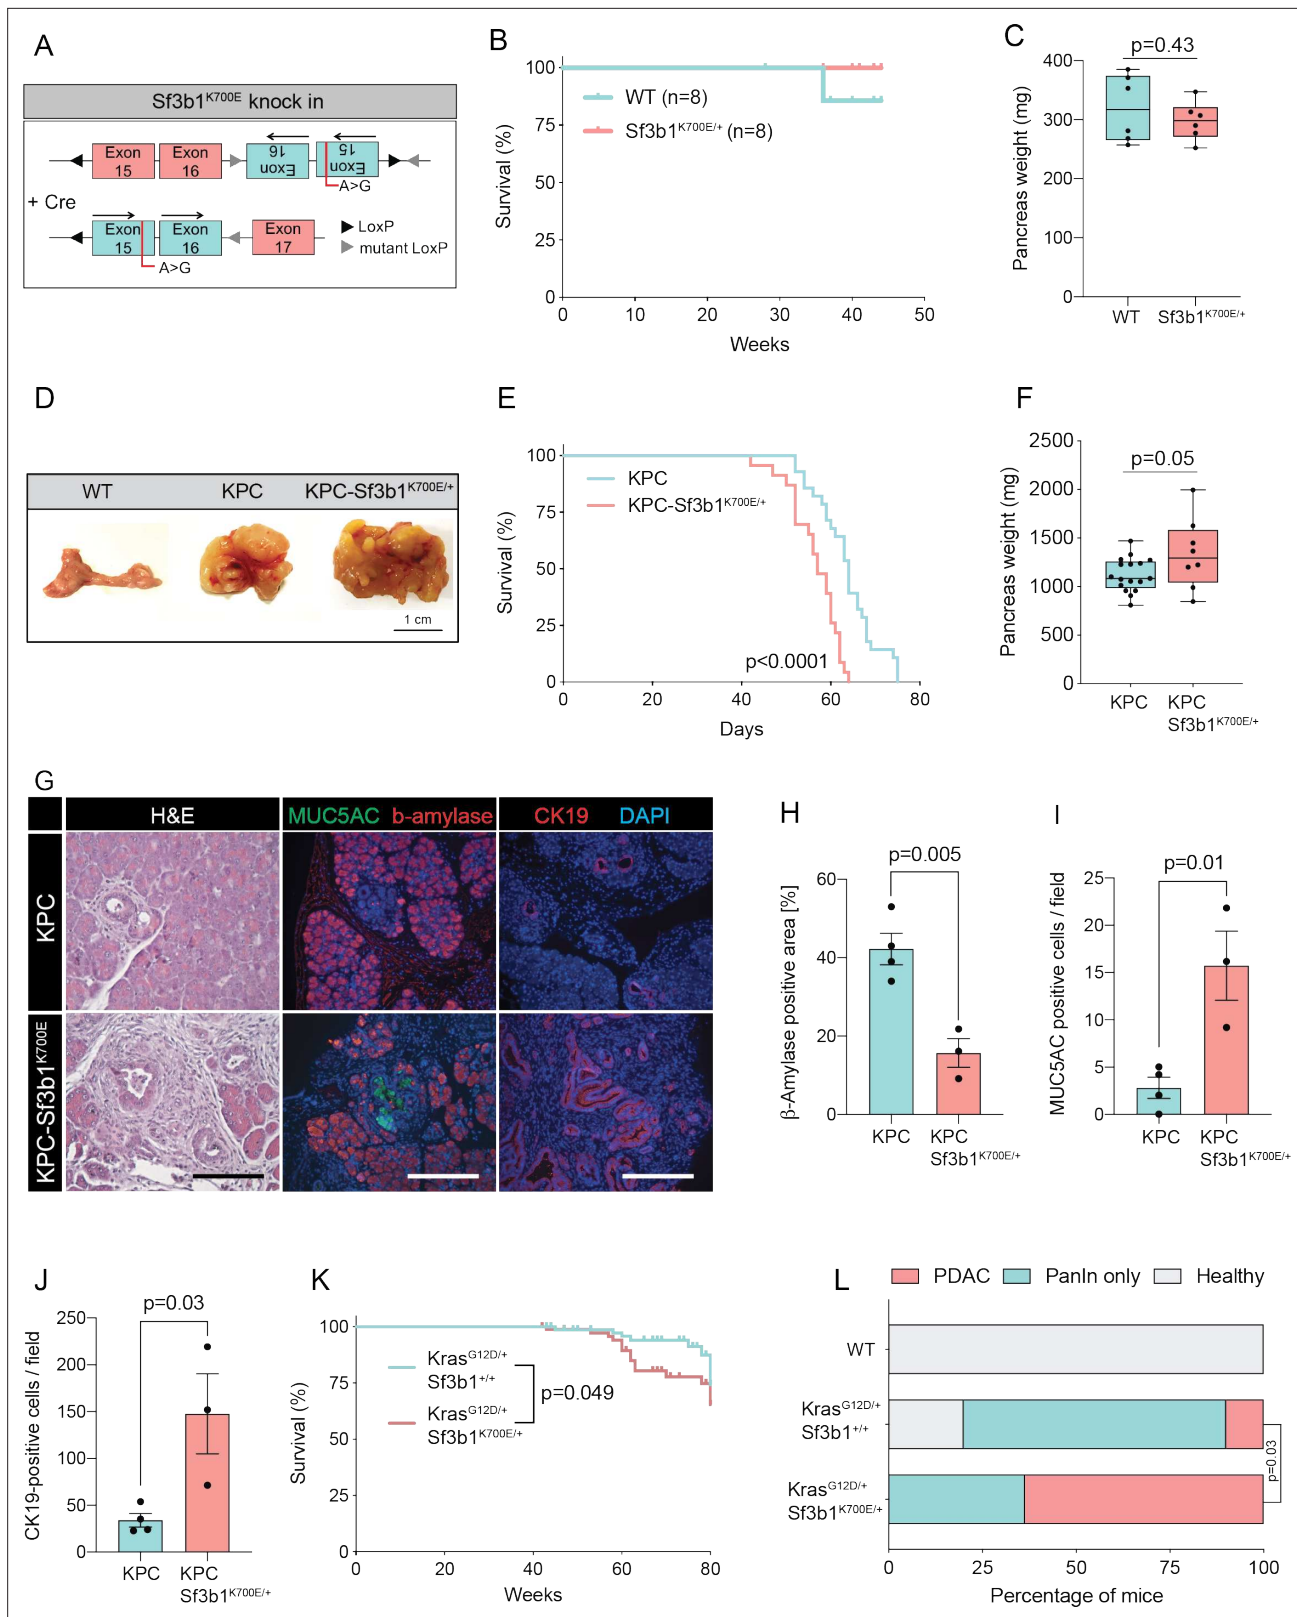 A
Sf3b1K700E knock in
Exon 15
Exon 16
Exon 16
Exon 15
A>G
+ Cre
Exon 15
Exon 16
Exon 17
A>G
LoxP
mutant LoxP
B
Survival (%)
100
75
50
25
0
WT (n=8)
Sf3b1K700E/+ (n=8)
0 10 20 30 40 50
Weeks
C
p=0.43
Pancreas weight (mg)
400
300
200
100
0
WT
Sf3b1K700E/+
D
WT
KPC
KPC-Sf3b1K700E/+
1 cm
E
Survival (%)
100
75
50
25
0
KPC
KPC-Sf3b1K700E/+
p<0.0001
0 20 40 60 80
Days
F
p=0.05
Pancreas weight (mg)
2500
2000
1500
1000
500
0
KPC
KPC
Sf3b1K700E/+
G
H&E
MUC5AC b-amylase
CK19 DAPI
KPC
KPC-Sf3b1K700E
H
p=0.005
β-Amylase positive area [%]
60
40
20
0
KPC
KPC
Sf3b1K700E/+
I
p=0.01
MUC5AC positive cells / field
25
20
15
10
5
0
KPC
KPC
Sf3b1K700E/+
J
p=0.03
CK19-positive cells / field
250
200
150
100
50
0
KPC
KPC
Sf3b1K700E/+
K
Survival (%)
100
75
50
25
0
KrasG12D/+
Sf3b1+/+
KrasG12D/+
Sf3b1K700E/+
p=0.049
0 20 40 60 80
Weeks
L
PDAC
PanIn only
Healthy
WT
KrasG12D/+
Sf3b1+/+
KrasG12D/+
Sf3b1K700E/+
p=0.03
0 25 50 75 100
Percentage of mice